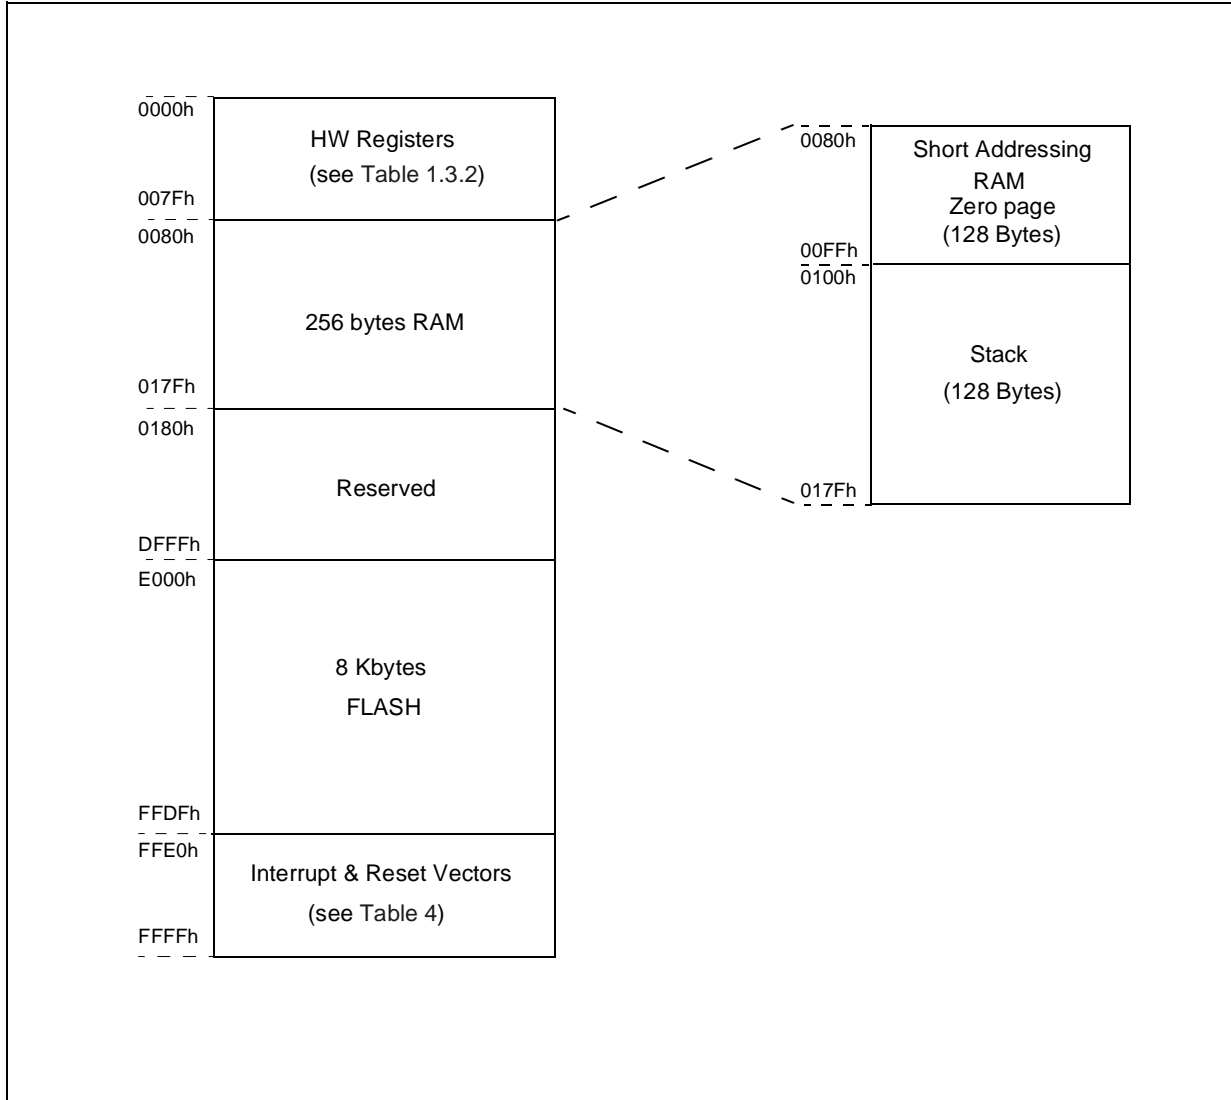 0000h
HW Registers
(see Table 1.3.2)
007Fh
0080h
256 bytes RAM
017Fh
0180h
Reserved
DFFFh
E000h
8 Kbytes
FLASH
FFDFh
FFE0h
Interrupt & Reset Vectors
(see Table 4)
FFFFh
0080h
Short Addressing
RAM
Zero page
(128 Bytes)
00FFh
0100h
Stack
(128 Bytes)
017Fh